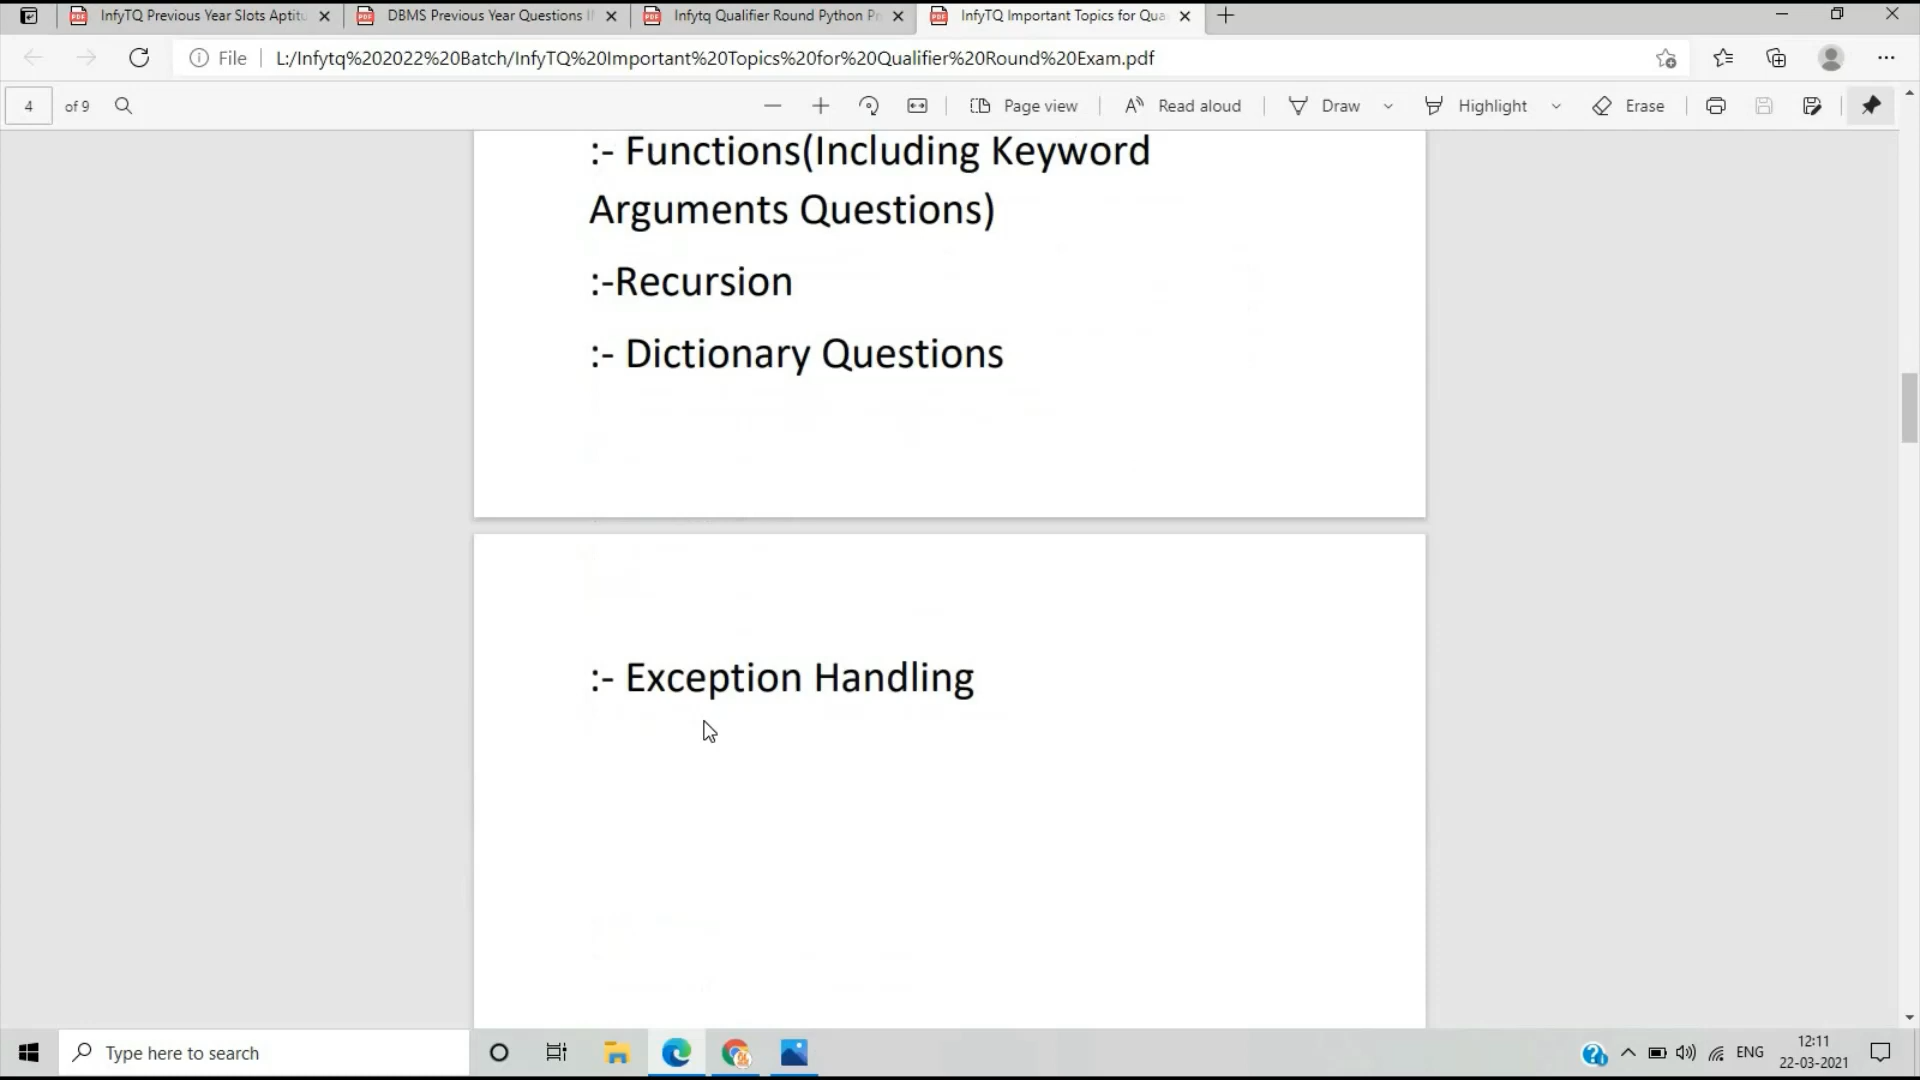 InfyTQ Previous Year Slots Aptitu
DBMS Previous Year Questions I
Infytq Qualifier Round Python Pr
InfyTQ Important Topics for Qua
File
L:/Infytq%202022%20Batch/InfyTQ%20Important%20Topics%20for%20Qualifier%20Round%20Exam.pdf
4 of 9
Page view
Read aloud
Draw
Highlight
Erase
:- Functions(Including Keyword
Arguments Questions)
:-Recursion
:- Dictionary Questions
:- Exception Handling
Type here to search
ENG
12:11
22-03-2021